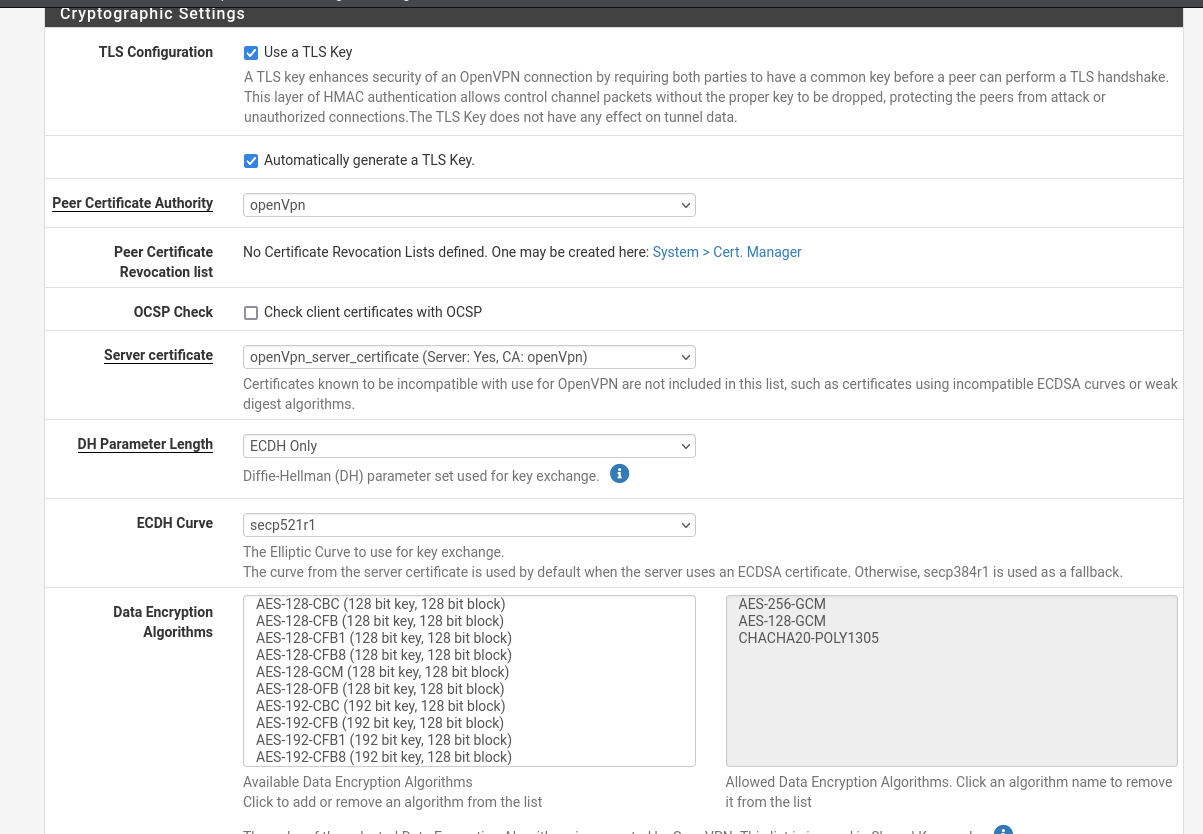 Cryptographic Settings
TLS Configuration
Use a TLS Key
A TLS key enhances security of an OpenVPN connection by requiring both parties to have a common key before a peer can perform a TLS handshake.
This layer of HMAC authentication allows control channel packets without the proper key to be dropped, protecting the peers from attack or
unauthorized connections.The TLS Key does not have any effect on tunnel data.
Automatically generate a TLS Key.
Peer Certificate Authority
openVpn
Peer Certificate
Revocation list
No Certificate Revocation Lists defined. One may be created here: System > Cert. Manager
OCSP Check
Check client certificates with OCSP
Server certificate
openVpn_server_certificate (Server: Yes, CA: openVpn)
Certificates known to be incompatible with use for OpenVPN are not included in this list, such as certificates using incompatible ECDSA curves or weak
digest algorithms.
DH Parameter Length
ECDH Only
Diffie-Hellman (DH) parameter set used for key exchange.
ECDH Curve
secp521r1
The Elliptic Curve to use for key exchange.
The curve from the server certificate is used by default when the server uses an ECDSA certificate. Otherwise, secp384r1 is used as a fallback.
Data Encryption
Algorithms
AES-128-CBC (128 bit key, 128 bit block)
AES-128-CFB (128 bit key, 128 bit block)
AES-128-CFB1 (128 bit key, 128 bit block)
AES-128-CFB8 (128 bit key, 128 bit block)
AES-128-GCM (128 bit key, 128 bit block)
AES-128-OFB (128 bit key, 128 bit block)
AES-192-CBC (192 bit key, 128 bit block)
AES-192-CFB (192 bit key, 128 bit block)
AES-192-CFB1 (192 bit key, 128 bit block)
AES-192-CFB8 (192 bit key, 128 bit block)
Available Data Encryption Algorithms
Click to add or remove an algorithm from the list
AES-256-GCM
AES-128-GCM
CHACHA20-POLY1305
Allowed Data Encryption Algorithms. Click an algorithm name to remove
it from the list